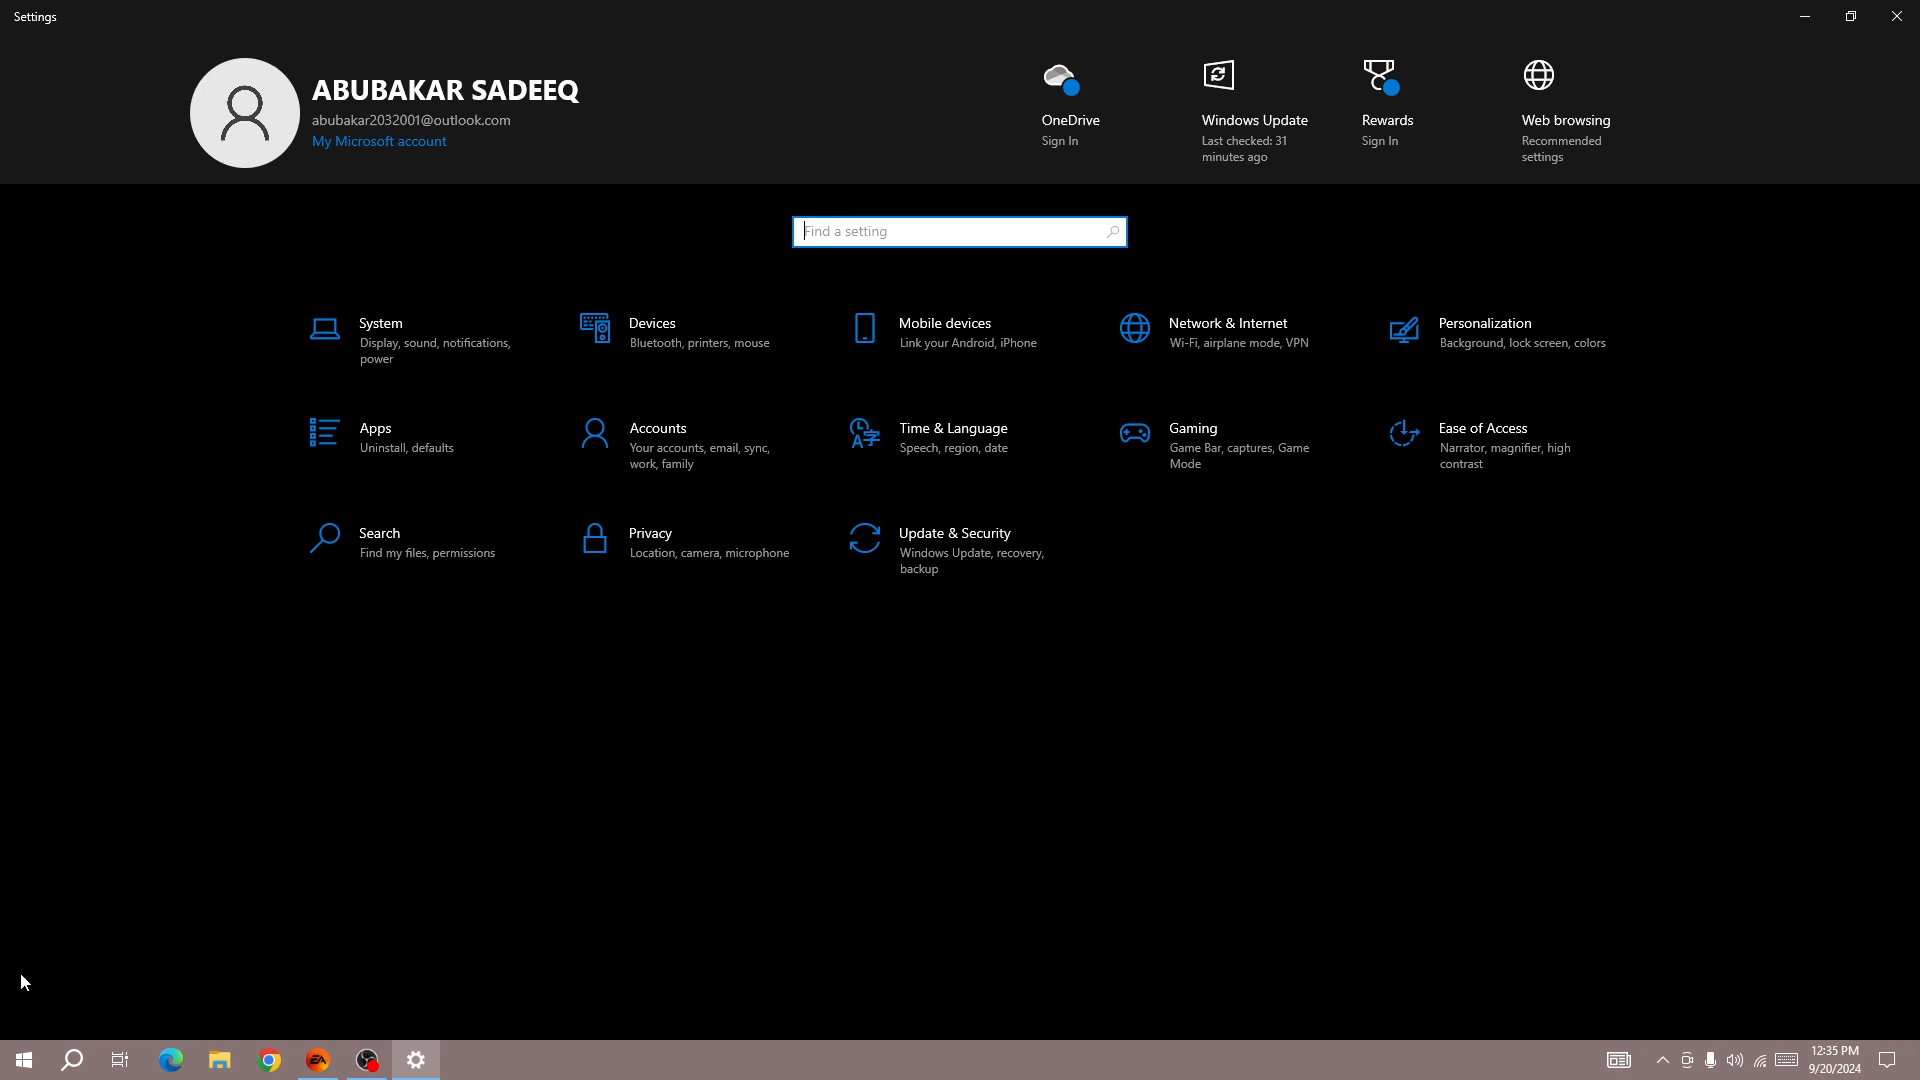 Settings
ABUBAKAR SADEEQ
abubakar2032001@outlook.com
My Microsoft account
OneDrive
Sign In
Windows Update
Last checked: 31
minutes ago
Rewards
Sign In
Web browsing
Recommended
settings
Find a setting
System
Display, sound, notifications,
power
Devices
Bluetooth, printers, mouse
Mobile devices
Link your Android, iPhone
Network & Internet
Wi-Fi, airplane mode, VPN
Personalization
Background, lock screen, colors
Apps
Uninstall, defaults
Accounts
Your accounts, email, sync,
work, family
Time & Language
Speech, region, date
Gaming
Game Bar, captures, Game
Mode
Ease of Access
Narrator, magnifier, high
contrast
Search
Find my files, permissions
Privacy
Location, camera, microphone
Update & Security
Windows Update, recovery,
backup
EA
12:35 PM
9/20/2024